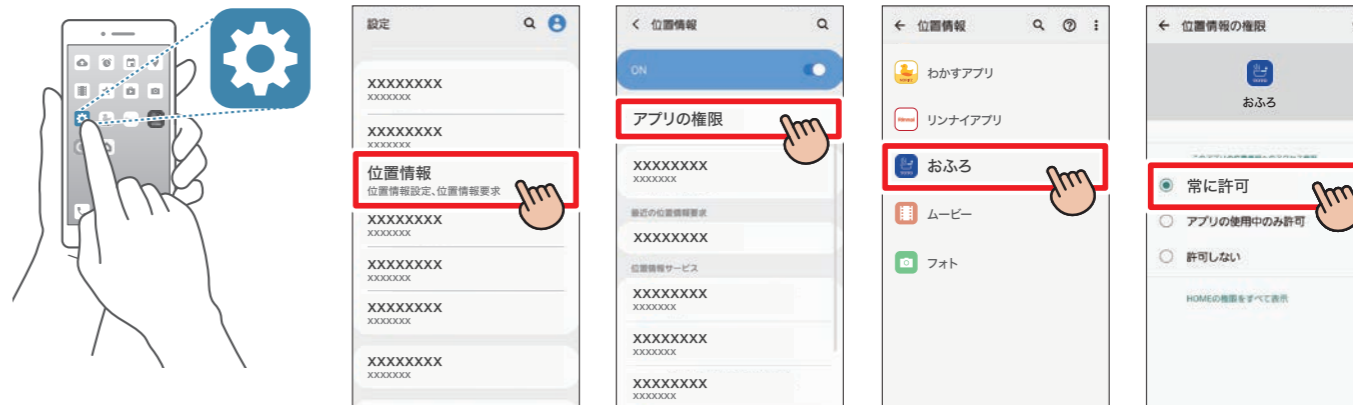 設定
XXXXXXXX
XXXXXXX
XXXXXXXX
XXXXXXX
位置情報
位置情報設定、位置情報要求
XXXXXXXX
XXXXXXX
XXXXXXXX
XXXXXXX
XXXXXXXX
XXXXXXX
XXXXXXXX
XXXXXXX
位置情報
ON
アプリの権限
XXXXXXXX
XXXXXXX
最近の位置情報要求
XXXXXXXX
位置情報サービス
XXXXXXXX
XXXXXXX
XXXXXXXX
XXXXXXX
XXXXXXXX
XXXXXXX
位置情報
わかすアプリ
リンナイアプリ
おふろ
ムービー
フォト
位置情報の権限
おふろ
常に許可
アプリの使用中のみ許可
許可しない
HOMEの権限をすべて表示